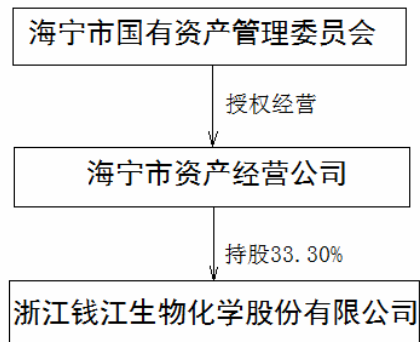 海宁市国有资产管理委员会
授权经营
海宁市资产经营公司
持股33.30%
浙江钱江生物化学股份有限公司